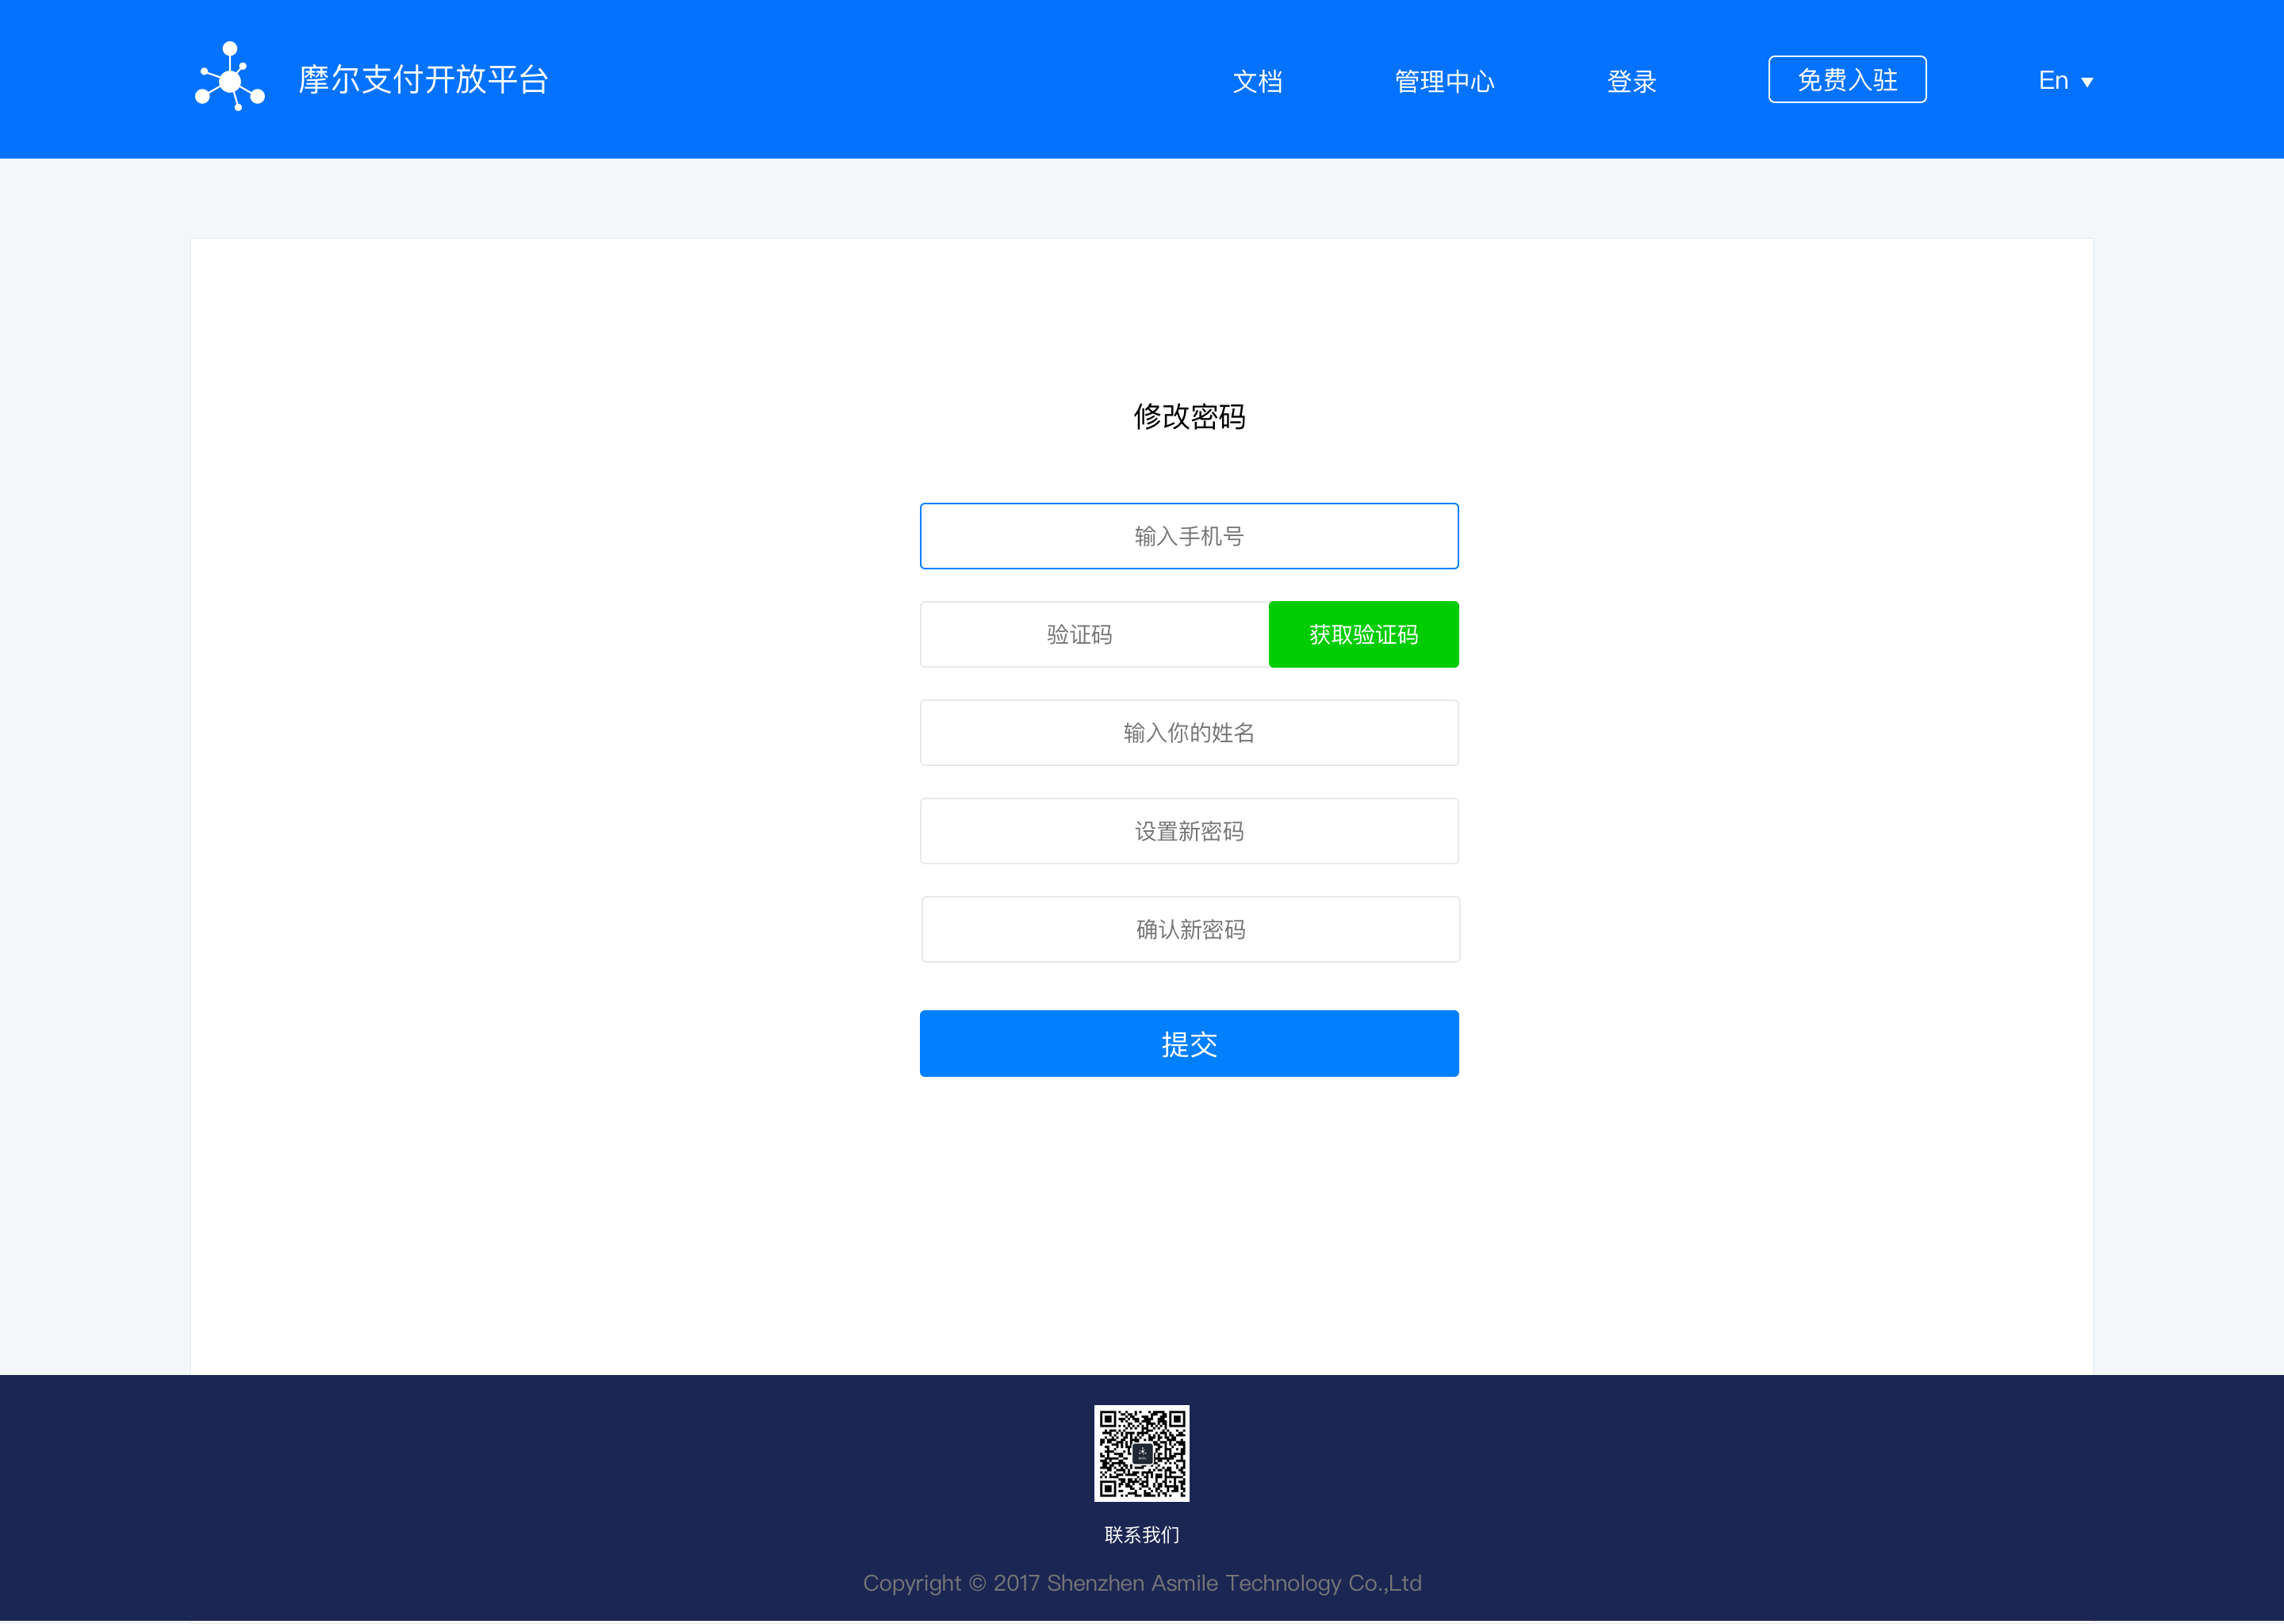 摩尔支付开放平台
文档 管理中心 登录 免费入驻 En
修改密码
输入手机号
验证码 获取验证码
输入你的姓名
设置新密码
确认新密码
提交
联系我们
Copyright © 2017 Shenzhen Asmile Technology Co.,Ltd